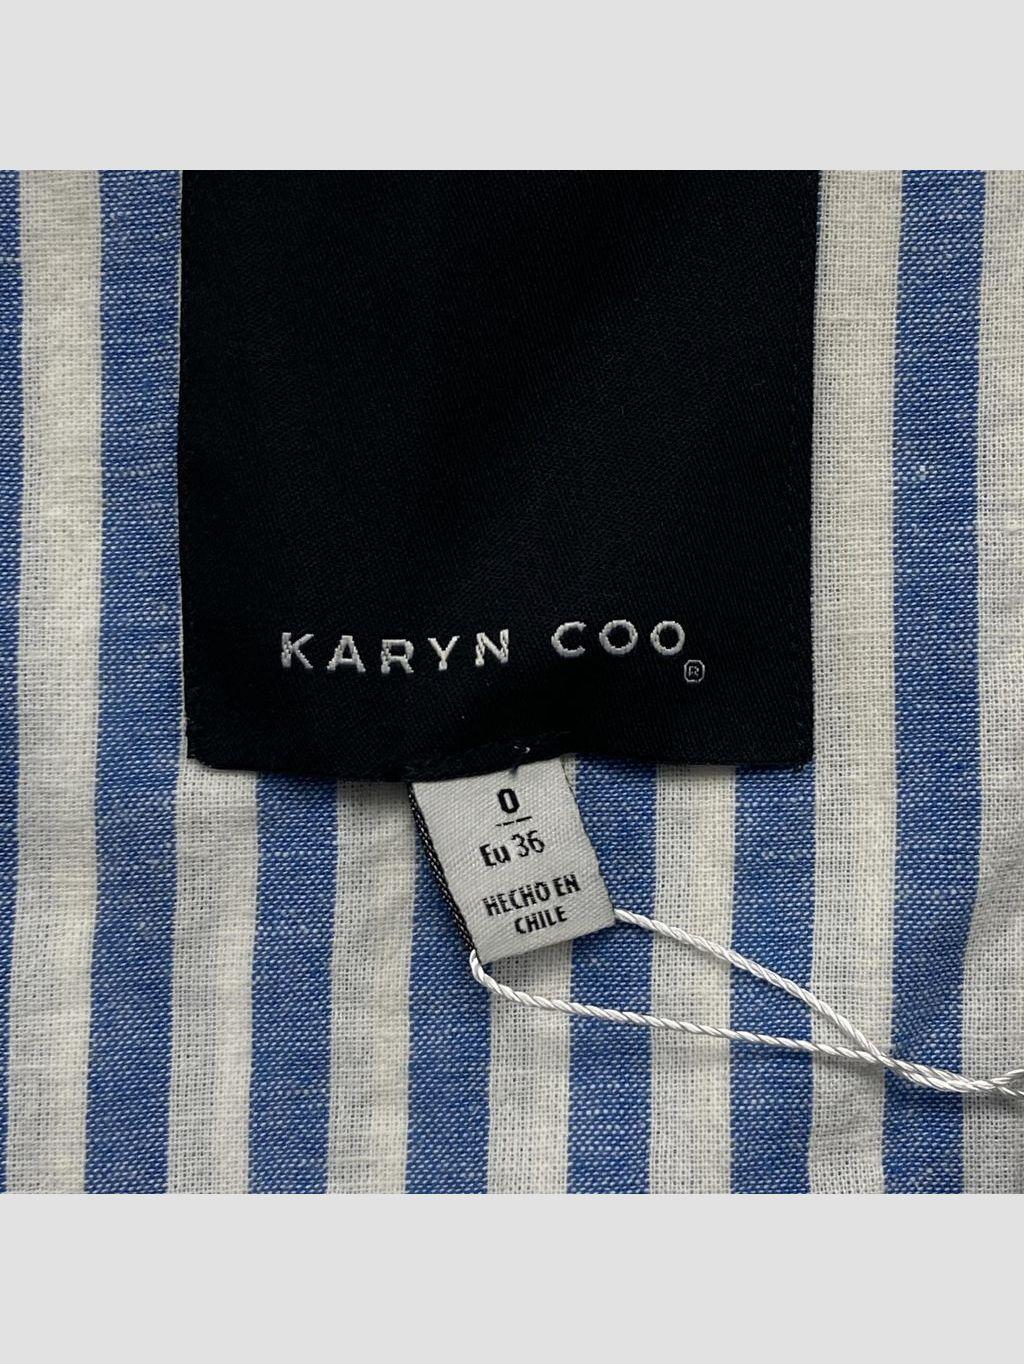 KARYN COO®
0
Eu 36
HECHO EN
CHILE